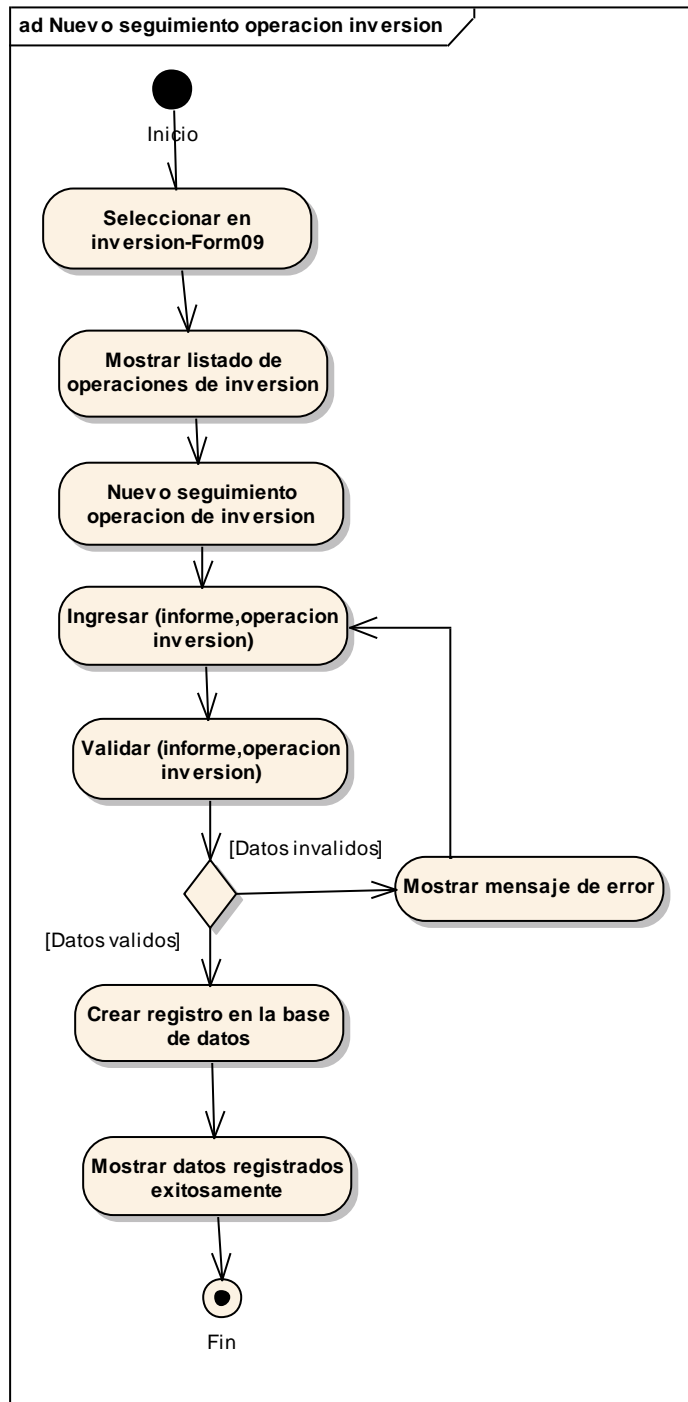 ad Nuevo seguimiento operacion inversion
Inicio
Seleccionar en
inversion-Form09
Mostrar listado de
operaciones de inversion
Nuevo seguimiento
operacion de inversion
Ingresar (informe,operacion
inversion)
Validar (informe,operacion
inversion)
[Datos invalidos]
Mostrar mensaje de error
[Datos validos]
Crear registro en la base
de datos
Mostrar datos registrados
exitosamente
Fin